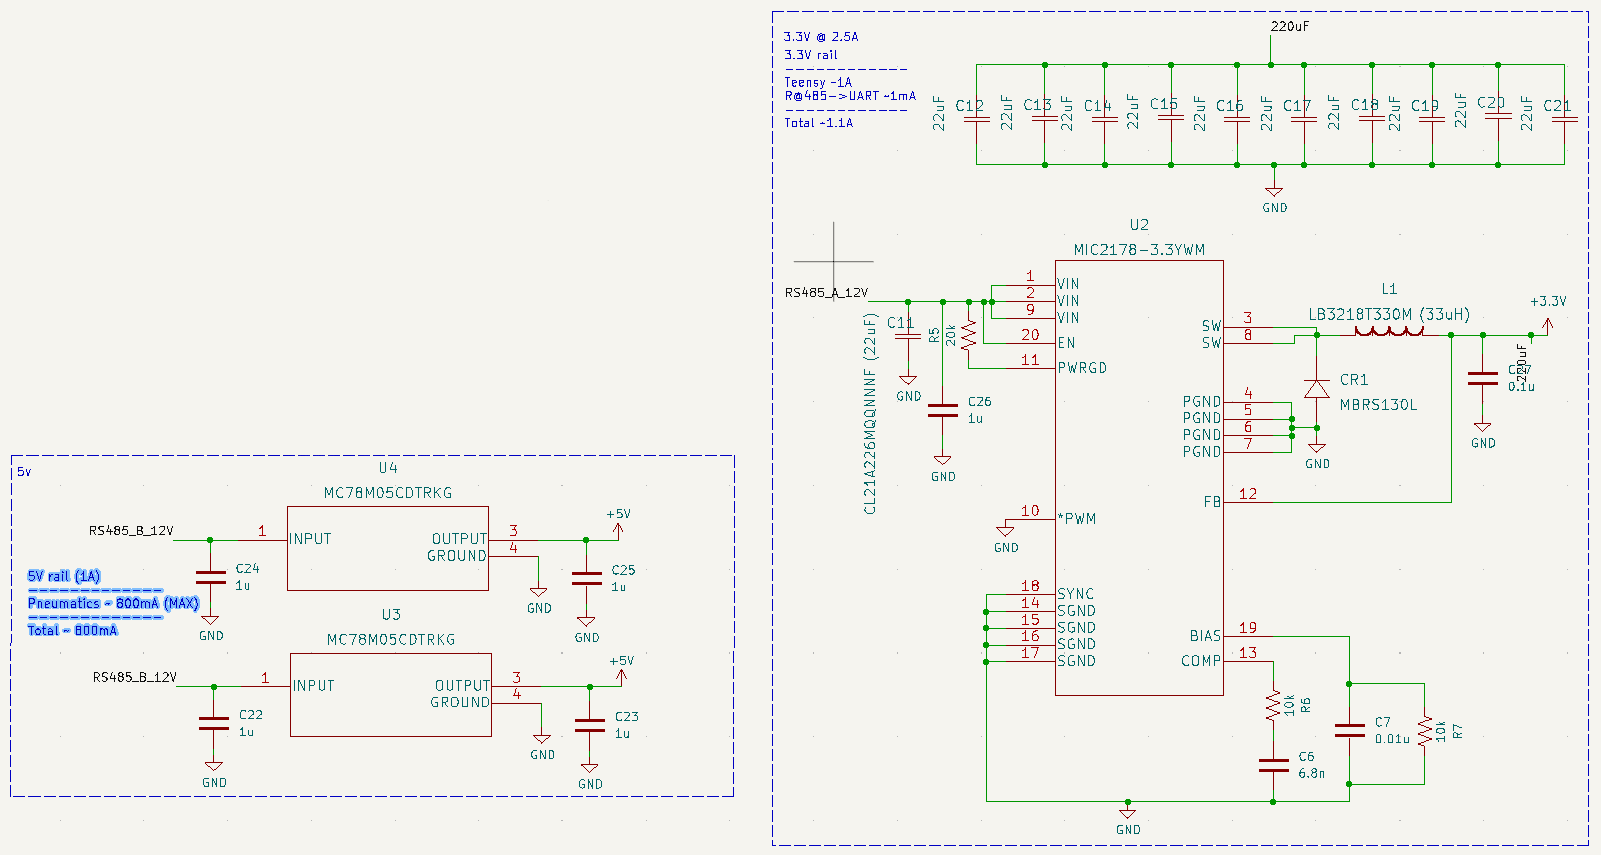 3.3V @ 2.5A
3.3V rail
--------------
Teensy ~1A
R@485->UART ~1mA
--------------
Total ~1.1A
220uF
22uF C12
22uF C13
22uF C14
22uF C15
22uF C16
22uF C17
22uF C18
22uF C19
22uF C20
22uF C21
GND
U2
MIC2178-3.3YWM
RS485_A_12V
C11
CL21A226MQQNNNF (22uF)
GND
C26
1u
GND
R5
20k
1 VIN
2 VIN
9 VIN
20 EN
11 PWRGD
10 *PWM
GND
18 SYNC
14 SGND
15 SGND
16 SGND
17 SGND
SW 3
SW 8
PGND 4
PGND 5
PGND 6
PGND 7
FB 12
BIAS 19
COMP 13
L1
LB3218T330M (33uH)
+3.3V
220uF
CR1
MBRS130L
GND
0.1u
GND
10k
R6
C6
6.8n
C7
0.01u
10k
R7
GND
5v
U4
MC78M05CDTRKG
RS485_B_12V
1 INPUT
OUTPUT 3
GROUND 4
+5V
C24
1u
GND
GND
C25
1u
GND
5V rail (1A)
--------------
Pneumatics ~ 800mA (MAX)
--------------
Total ~ 800mA
U3
MC78M05CDTRKG
RS485_B_12V
1 INPUT
OUTPUT 3
GROUND 4
+5V
C22
1u
GND
GND
C23
1u
GND